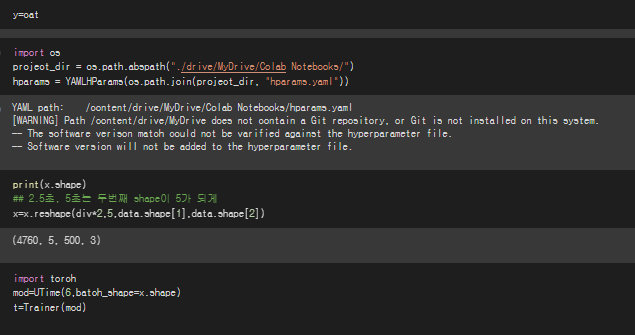 y=cat
import os
project_dir = os.path.abspath("./drive/MyDrive/Colab Notebooks/")
hparams = YAMLHParams(os.path.join(project_dir, "hparams.yaml"))
YAML path: /content/drive/MyDrive/Colab Notebooks/hparams.yaml
[WARNING] Path /content/drive/MyDrive does not contain a Git repository, or Git is not installed on this system.
-- The software verison match could not be varified against the hyperparameter file.
-- Software version will not be added to the hyperparameter file.
print(x.shape)
## 2.5초, 5초는 두번째 shape이 5가 되게
x=x.reshape(div*2,5,data.shape[1],data.shape[2])
(4760, 5, 500, 3)
import torch
mod=UTime(6,batch_shape=x.shape)
t=Trainer(mod)